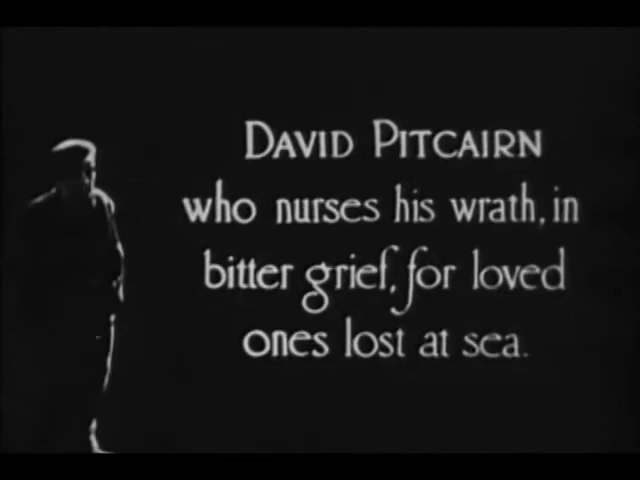 DAVID PITCAIRN
who nurses his wrath, in
bitter grief, for loved
ones lost at sea.